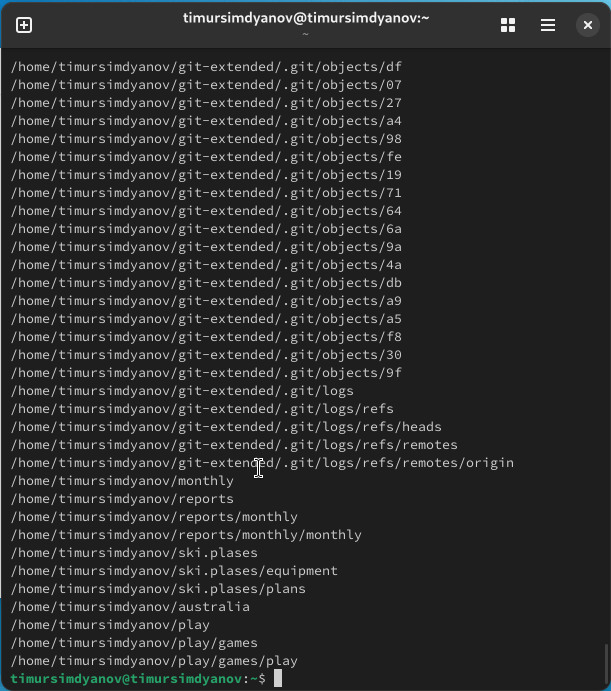 timursimdyanov@timursimdyanov:~
~
/home/timursimdyanov/git-extended/.git/objects/df
/home/timursimdyanov/git-extended/.git/objects/07
/home/timursimdyanov/git-extended/.git/objects/27
/home/timursimdyanov/git-extended/.git/objects/a4
/home/timursimdyanov/git-extended/.git/objects/98
/home/timursimdyanov/git-extended/.git/objects/fe
/home/timursimdyanov/git-extended/.git/objects/19
/home/timursimdyanov/git-extended/.git/objects/71
/home/timursimdyanov/git-extended/.git/objects/64
/home/timursimdyanov/git-extended/.git/objects/6a
/home/timursimdyanov/git-extended/.git/objects/9a
/home/timursimdyanov/git-extended/.git/objects/4a
/home/timursimdyanov/git-extended/.git/objects/db
/home/timursimdyanov/git-extended/.git/objects/a9
/home/timursimdyanov/git-extended/.git/objects/a5
/home/timursimdyanov/git-extended/.git/objects/f8
/home/timursimdyanov/git-extended/.git/objects/30
/home/timursimdyanov/git-extended/.git/objects/9f
/home/timursimdyanov/git-extended/.git/logs
/home/timursimdyanov/git-extended/.git/logs/refs
/home/timursimdyanov/git-extended/.git/logs/refs/heads
/home/timursimdyanov/git-extended/.git/logs/refs/remotes
/home/timursimdyanov/git-extended/.git/logs/refs/remotes/origin
/home/timursimdyanov/monthly
/home/timursimdyanov/reports
/home/timursimdyanov/reports/monthly
/home/timursimdyanov/reports/monthly/monthly
/home/timursimdyanov/ski.plases
/home/timursimdyanov/ski.plases/equipment
/home/timursimdyanov/ski.plases/plans
/home/timursimdyanov/australia
/home/timursimdyanov/play
/home/timursimdyanov/play/games
/home/timursimdyanov/play/games/play
timursimdyanov@timursimdyanov:~$